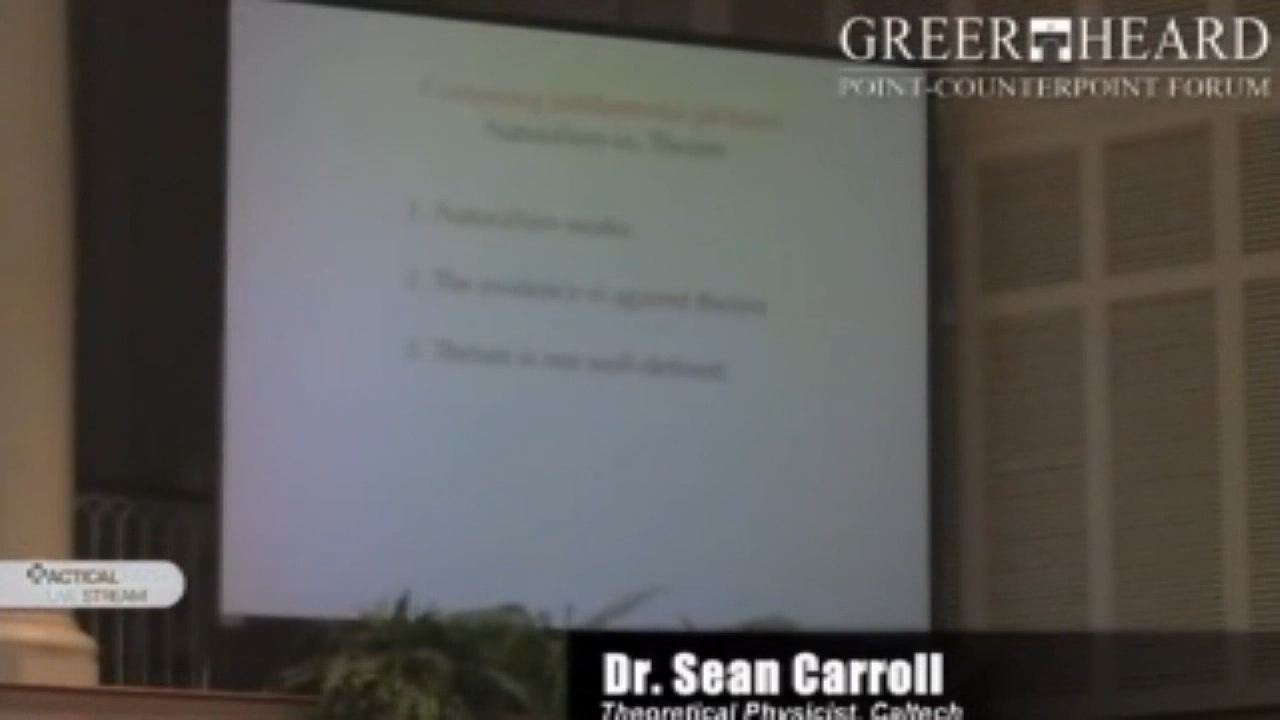 GREER HEARD
POINT-COUNTERPOINT FORUM
Naturalism vs. Theism
1. Naturalism works.
2. The evidence is against theism.
3. Theism is not well-defined.
ACTICAL
LIVE STREAM
Dr. Sean Carroll
Theoretical Physicist, Caltech